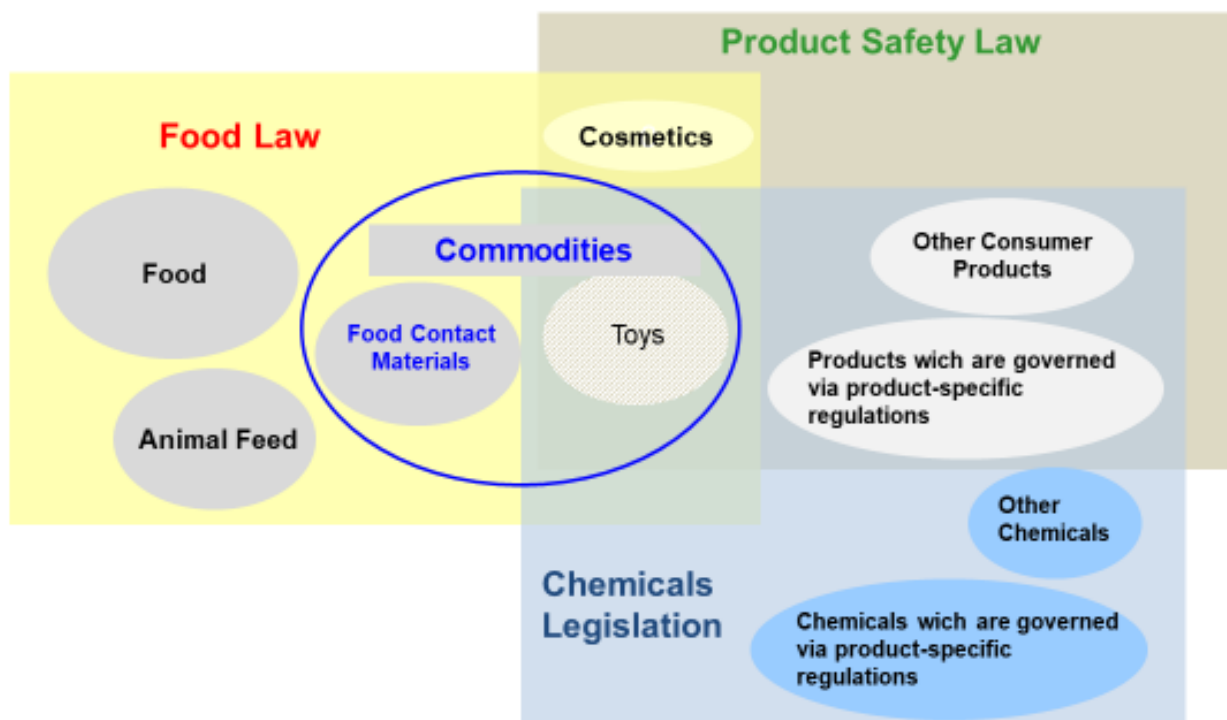 Product Safety Law
Food Law
Cosmetics
Commodities
Food
Food Contact
Materials
Toys
Other Consumer
Products
Products wich are governed
via product-specific
regulations
Animal Feed
Other
Chemicals
Chemicals
Legislation
Chemicals wich are governed
via product-specific
regulations